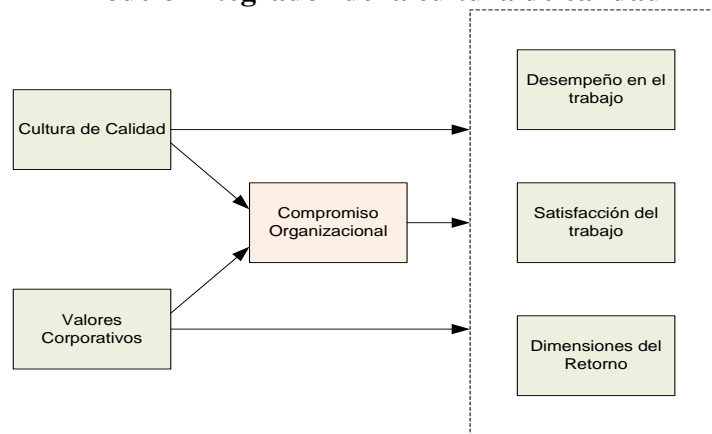 Desempeño en el
trabajo
Cultura de Calidad
Compromiso
Organizacional
Satisfacción del
trabajo
Valores
Corporativos
Dimensiones del
Retorno